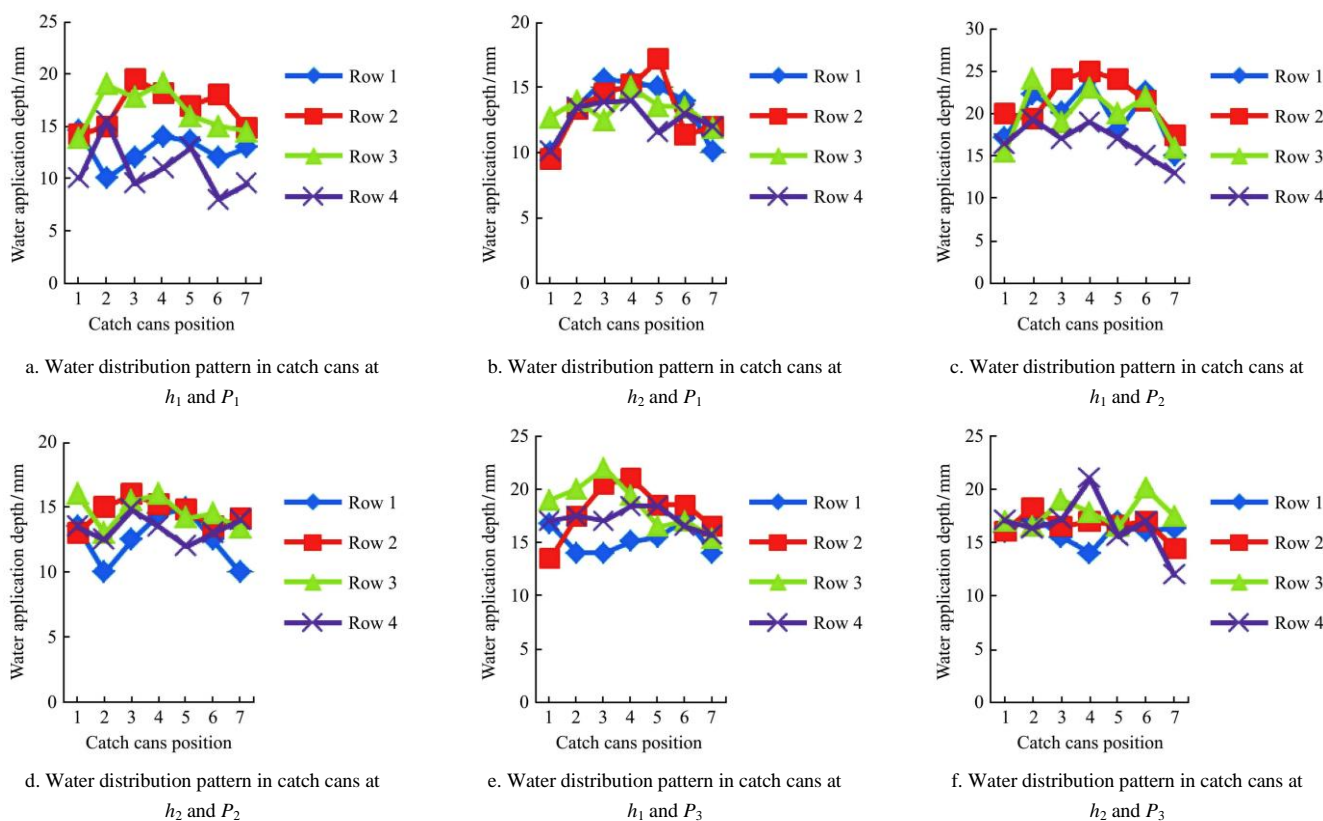 25
20
15
10
5
0
1 2 3 4 5 6 7
Water application depth/mm
Catch cans position
Row 1
Row 2
Row 3
Row 4
a. Water distribution pattern in catch cans at
h1 and P1
20
15
10
5
0
1 2 3 4 5 6 7
Water application depth/mm
Catch cans position
Row 1
Row 2
Row 3
Row 4
b. Water distribution pattern in catch cans at
h2 and P1
30
25
20
15
10
5
0
1 2 3 4 5 6 7
Water application depth/mm
Catch cans position
Row 1
Row 2
Row 3
Row 4
c. Water distribution pattern in catch cans at
h1 and P2
20
15
10
5
0
1 2 3 4 5 6 7
Water application depth/mm
Catch cans position
Row 1
Row 2
Row 3
Row 4
d. Water distribution pattern in catch cans at
h2 and P2
25
20
15
10
5
0
1 2 3 4 5 6 7
Water application depth/mm
Catch cans position
Row 1
Row 2
Row 3
Row 4
e. Water distribution pattern in catch cans at
h1 and P3
25
20
15
10
5
0
1 2 3 4 5 6 7
Water application depth/mm
Catch cans position
Row 1
Row 2
Row 3
Row 4
f. Water distribution pattern in catch cans at
h2 and P3